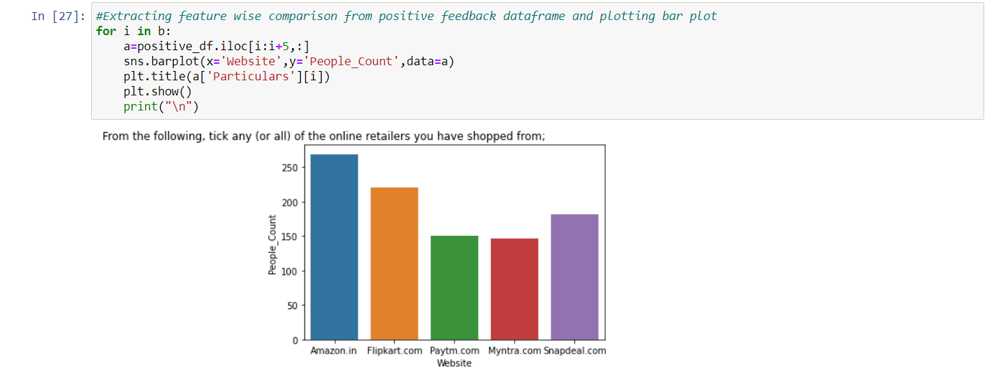 In [27]: #Extracting feature wise comparison from positive feedback dataframe and plotting bar plot
for i in b:
    a=positive_df.iloc[i:i+5,:]
    sns.barplot(x='Website',y='People_Count',data=a)
    plt.title(a['Particulars'][i])
    plt.show()
    print("\n")
From the following, tick any (or all) of the online retailers you have shopped from;
People_Count
250
200
150
100
50
0
Amazon.in Flipkart.com Paytm.com Myntra.com Snapdeal.com
Website